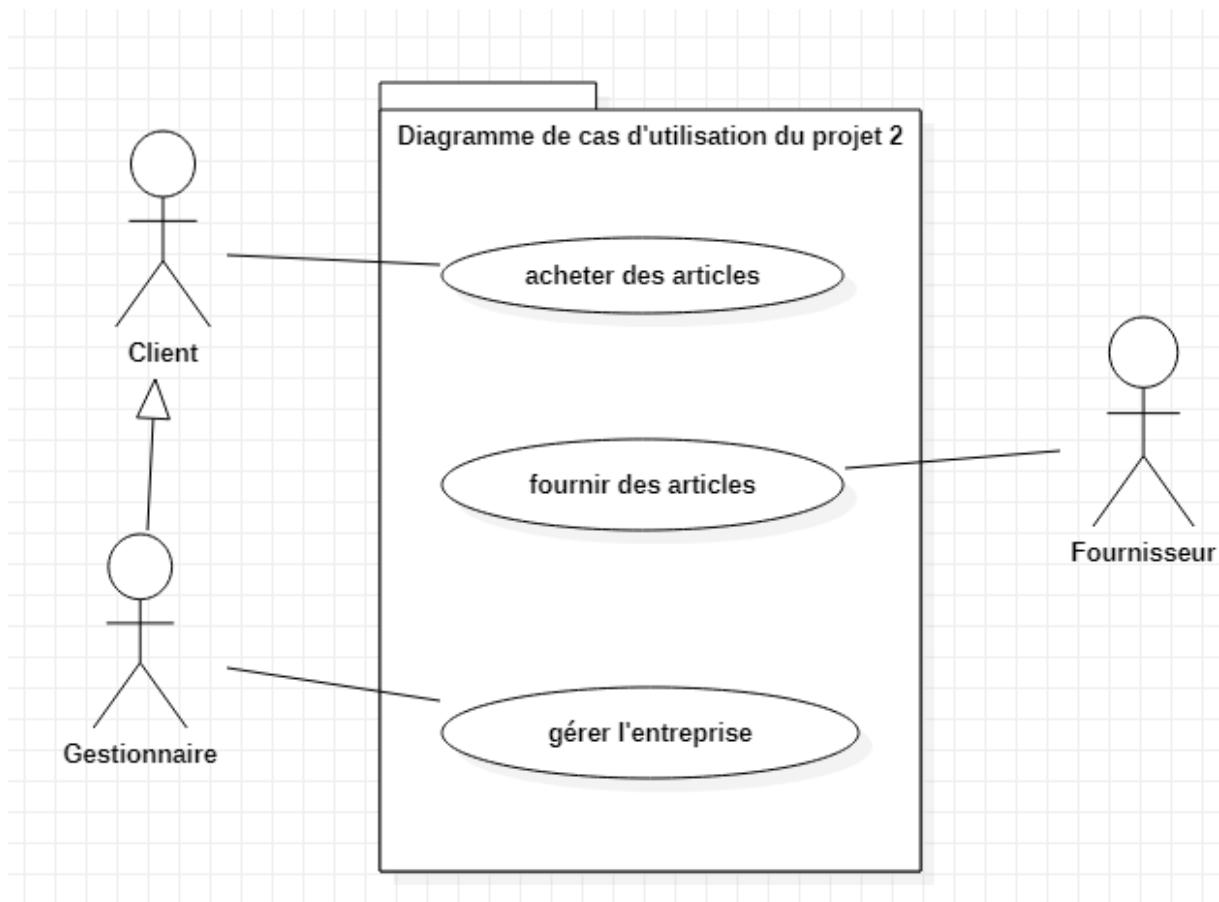 Diagramme de cas d'utilisation du projet 2
acheter des articles
Client
fournir des articles
Fournisseur
gérer l'entreprise
Gestionnaire